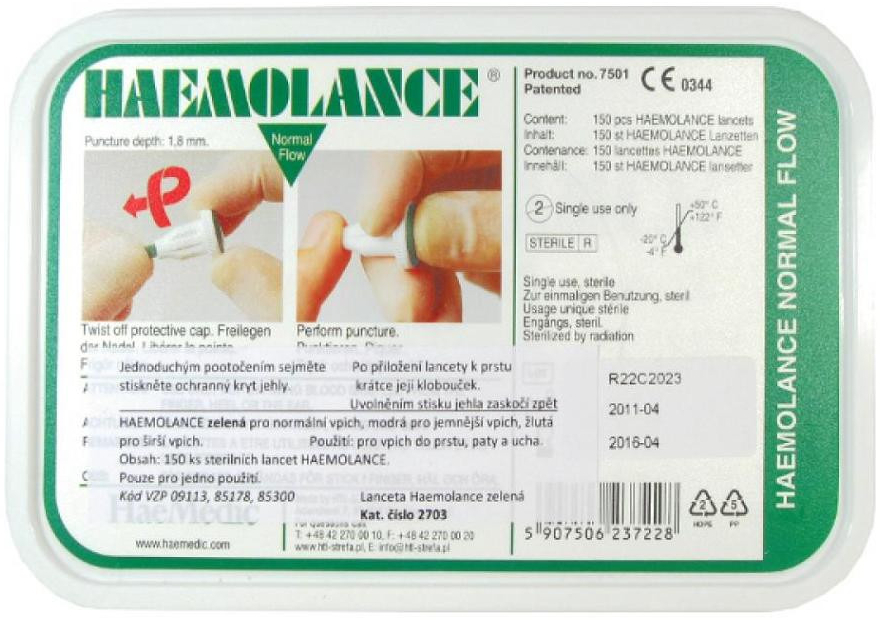 HAEMOLANCE ®
Puncture depth: 1,8 mm.
Normal
Flow
Twist off protective cap. Freilegen
Perform puncture.
Jednoduchým pootočením sejměte
stiskněte ochranný kryt jehly.
Po přiložení lancety k prstu
krátce její klobouček.
Uvolněním stisku jehla zaskočí zpět
HAEMOLANCE zelená pro normální vpich, modrá pro jemnější vpich, žlutá
pro širší vpich. Použití: pro vpich do prstu, paty a ucha.
Obsah: 150 ks sterilních lancet HAEMOLANCE.
Pouze pro jedno použití.
Kód VZP 09113, 85178, 85300
Lanceta Haemolance zelená
Kat. číslo 2703
HaeMedic
www.haemedic.com
T: +48 42 270 00 10, F: +48 42 270 00 20
www.htl-strefa.pl, E: info@htl-strefa.pl
Product no. 7501
Patented
CE 0344
Content: 150 pcs HAEMOLANCE lancets
Inhalt: 150 st HAEMOLANCE Lanzetten
Contenance: 150 lancettes HAEMOLANCE
Innehåll: 150 st HAEMOLANCE lansetter
2 Single use only
+50° C
+122° F
-20° C
-4° F
STERILE R
Single use, sterile
Zur einmaligen Benutzung, steril
Usage unique stérile
Engångs, steril.
Sterilized by radiation
R22C2023
2011-04
2016-04
5 907506 237228
2
HDPE
5
PP
HAEMOLANCE NORMAL FLOW